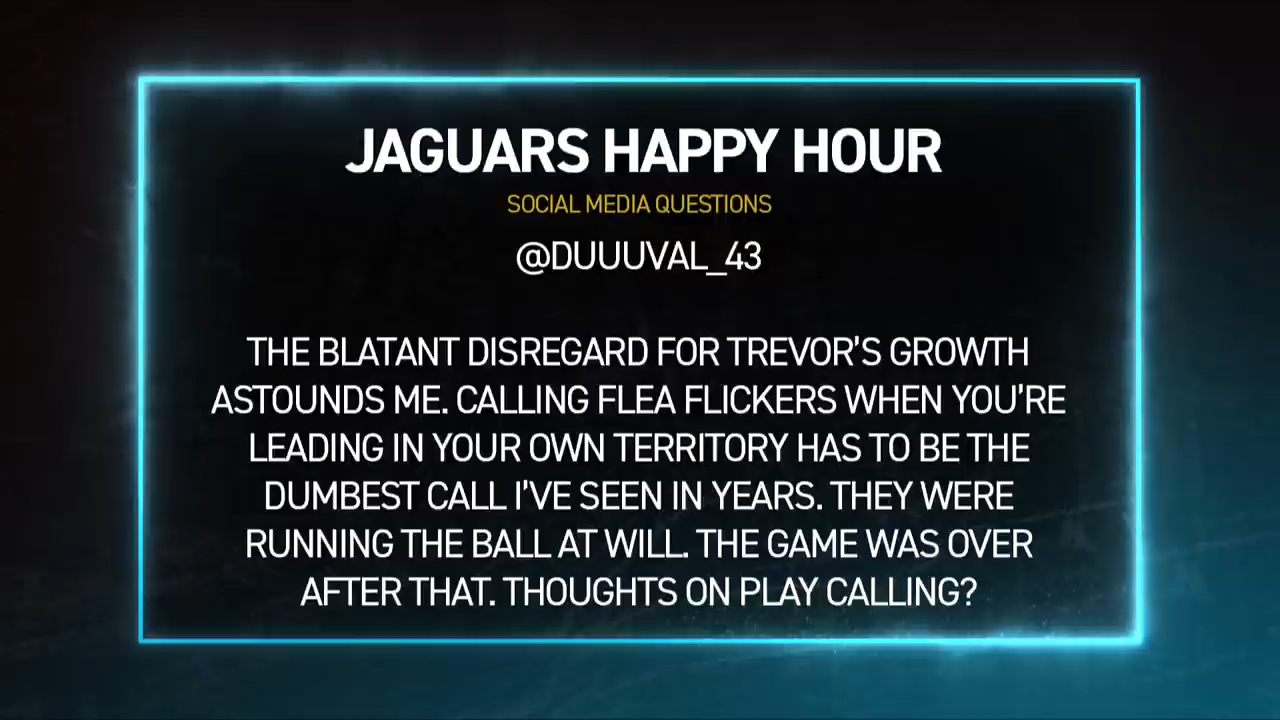 JAGUARS HAPPY HOUR
SOCIAL MEDIA QUESTIONS
@DUUUVAL_43
THE BLATANT DISREGARD FOR TREVOR'S GROWTH
ASTOUNDS ME. CALLING FLEA FLICKERS WHEN YOU'RE
LEADING IN YOUR OWN TERRITORY HAS TO BE THE
DUMBEST CALL I'VE SEEN IN YEARS. THEY WERE
RUNNING THE BALL AT WILL. THE GAME WAS OVER
AFTER THAT. THOUGHTS ON PLAY CALLING?